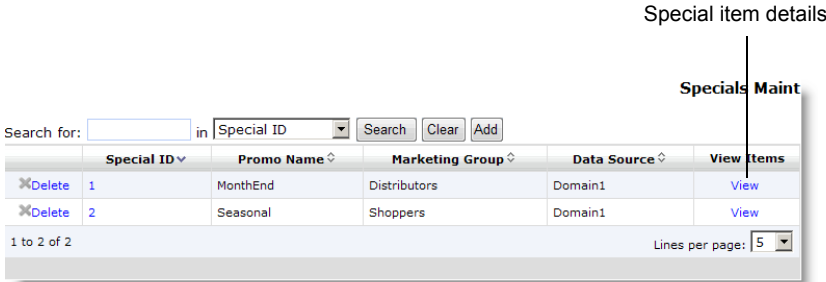 Special item details
Specials Maint
Search for: in Special ID Search Clear Add
Special ID Promo Name Marketing Group Data Source View Items
Delete 1 MonthEnd Distributors Domain1 View
Delete 2 Seasonal Shoppers Domain1 View
1 to 2 of 2 Lines per page: 5